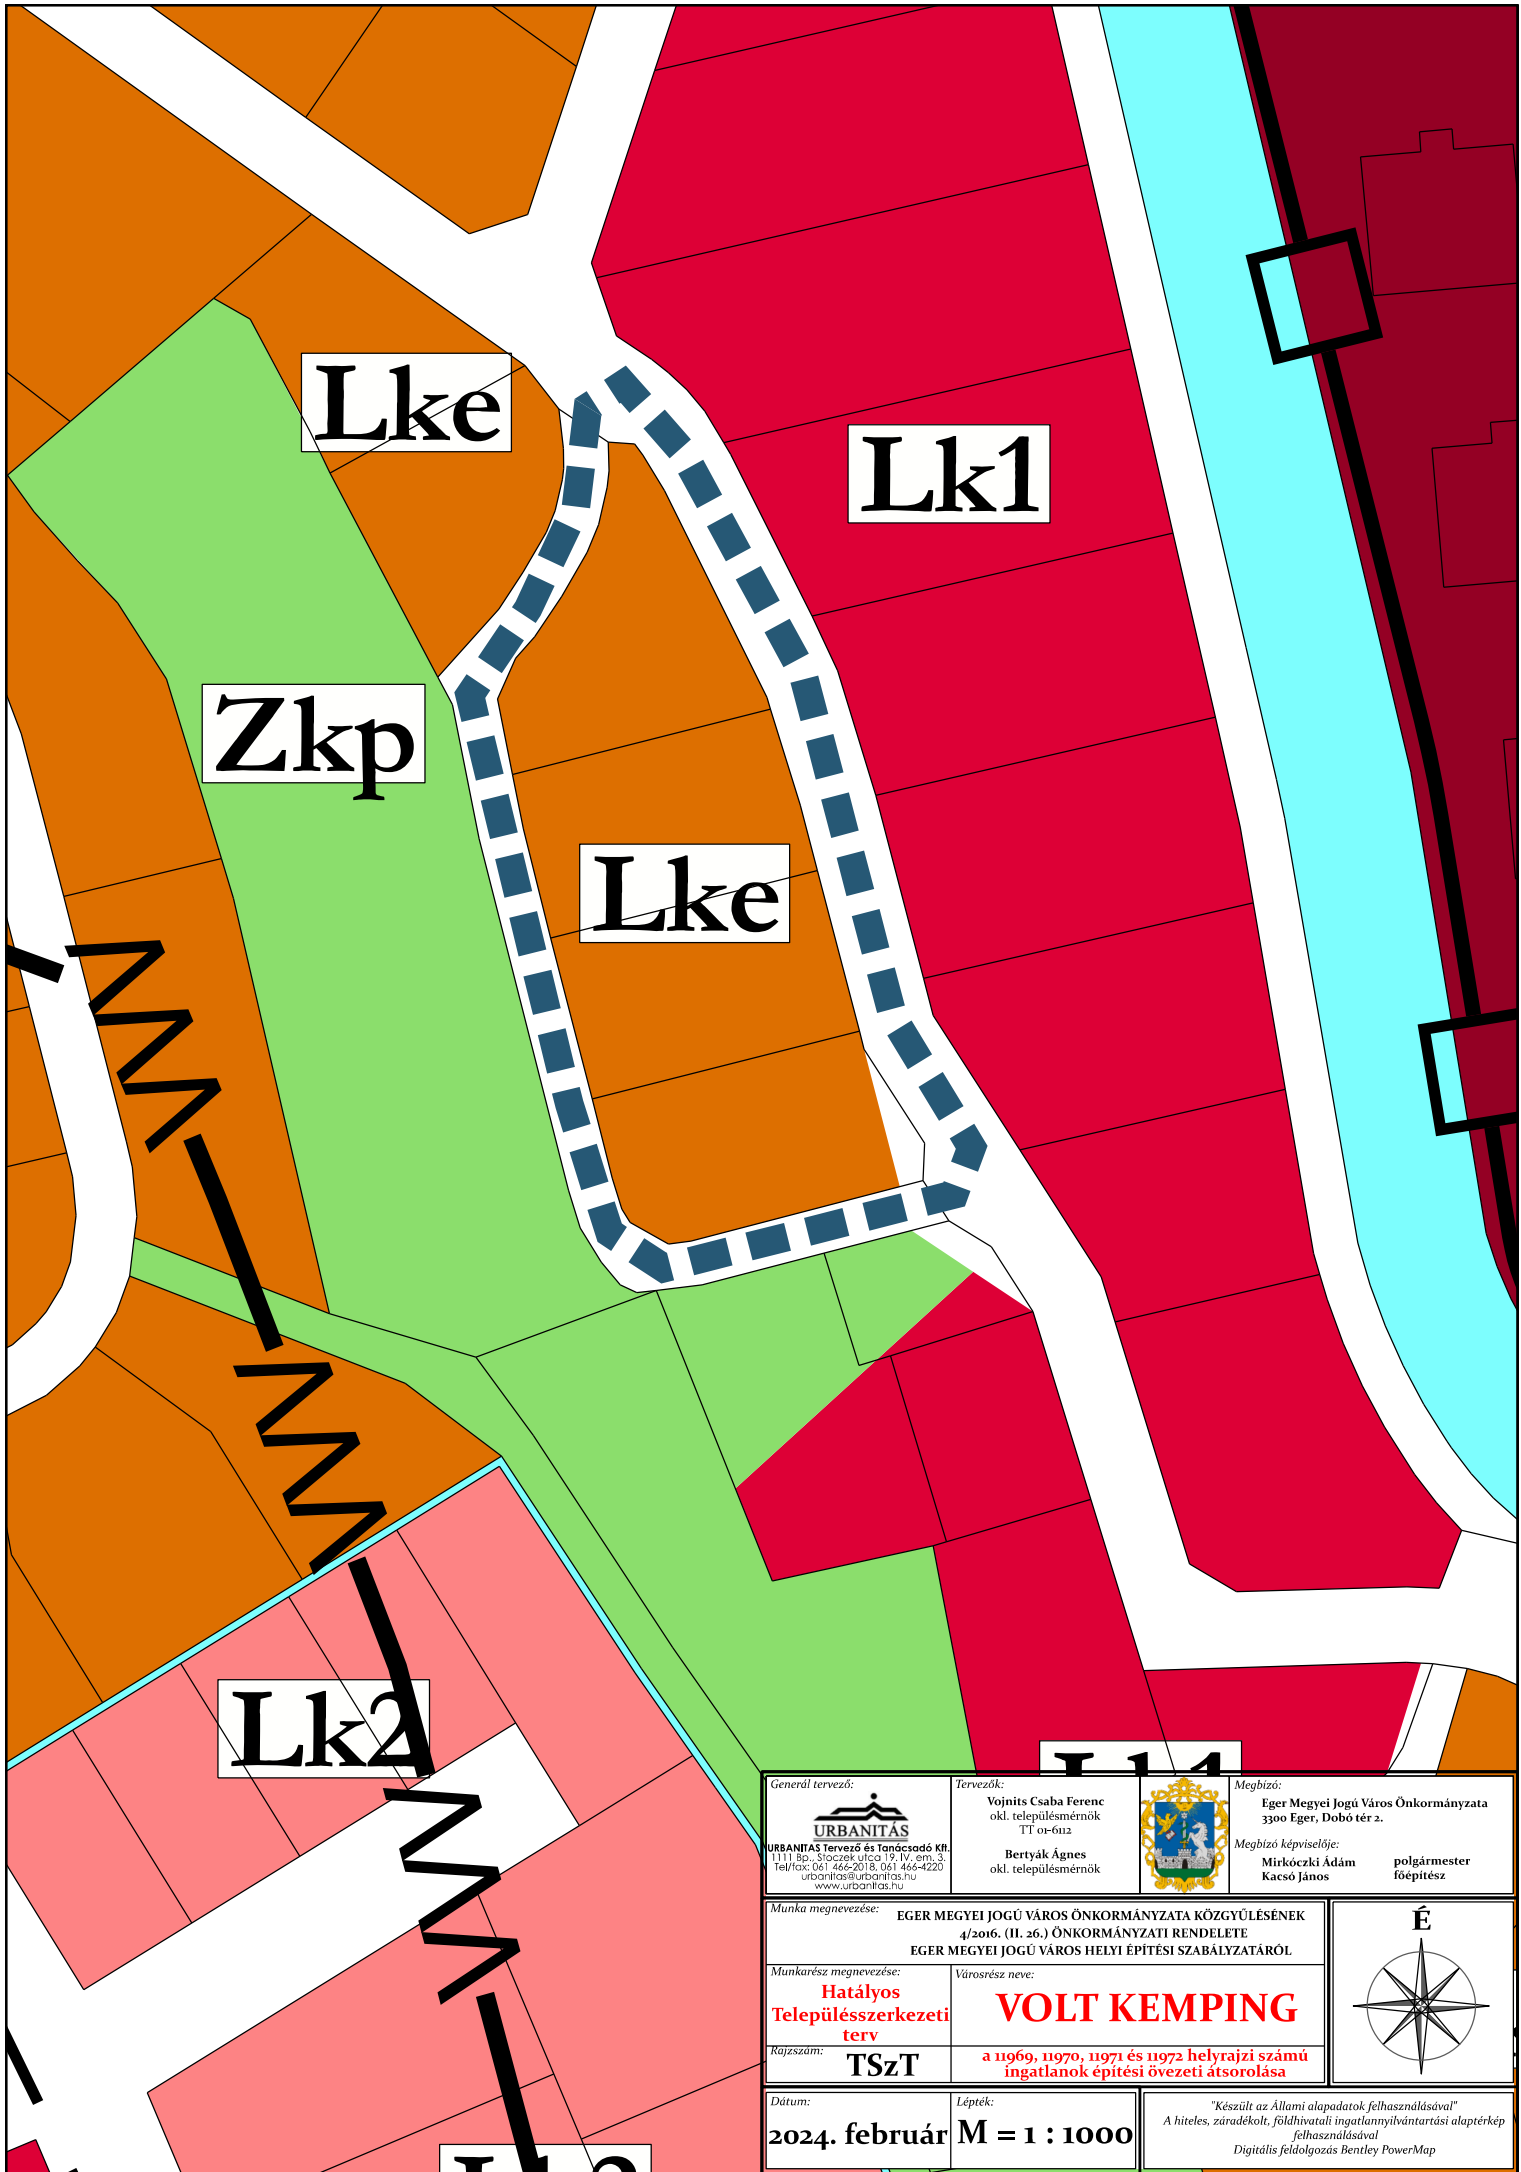 Lke
Lk1
Zkp
Lke
Lk2
Lk1
Generál tervező:
URBANITÁS
URBANITAS Tervező és Tanácsadó Kft.
1111 Bp., Stoczek utca 19. IV. em. 3.
Tel/fax: 061 466-2018, 061 466-4220
urbanitas@urbanitas.hu
www.urbanitas.hu
Tervezők:
Vojnits Csaba Ferenc
okl. településmérnök
TT 01-6112
Bertyák Ágnes
okl. településmérnök
Megbízó:
Eger Megyei Jogú Város Önkormányzata
3300 Eger, Dobó tér 2.
Megbízó képviselője:
Mirkóczki Ádám polgármester
Kacsó János főépítész
Munka megnevezése:
EGER MEGYEI JOGÚ VÁROS ÖNKORMÁNYZATA KÖZGYŰLÉSÉNEK
4/2016. (II. 26.) ÖNKORMÁNYZATI RENDELETE
EGER MEGYEI JOGÚ VÁROS HELYI ÉPÍTÉSI SZABÁLYZATÁRÓL
Munkarész megnevezése:
Hatályos
Településszerkezeti
terv
Városrész neve:
VOLT KEMPING
Rajzszám:
TSzT
a 11969, 11970, 11971 és 11972 helyrajzi számú
ingatlanok építési övezeti átsorolása
É
Dátum:
2024. február
Lépték:
M = 1 : 1000
"Készült az Állami alapadatok felhasználásával"
A hiteles, záradékolt, földhivatali ingatlannyilvántartási alaptérkép
felhasználásával
Digitális feldolgozás Bentley PowerMap